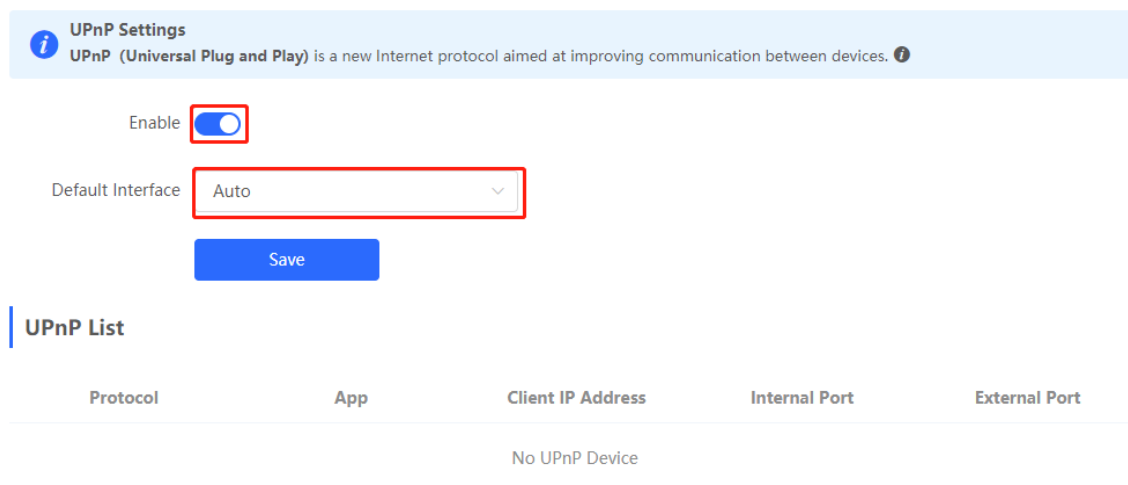 UPnP Settings
UPnP (Universal Plug and Play) is a new Internet protocol aimed at improving communication between devices.
Enable
Default Interface Auto
Save
UPnP List
Protocol App Client IP Address Internal Port External Port
No UPnP Device